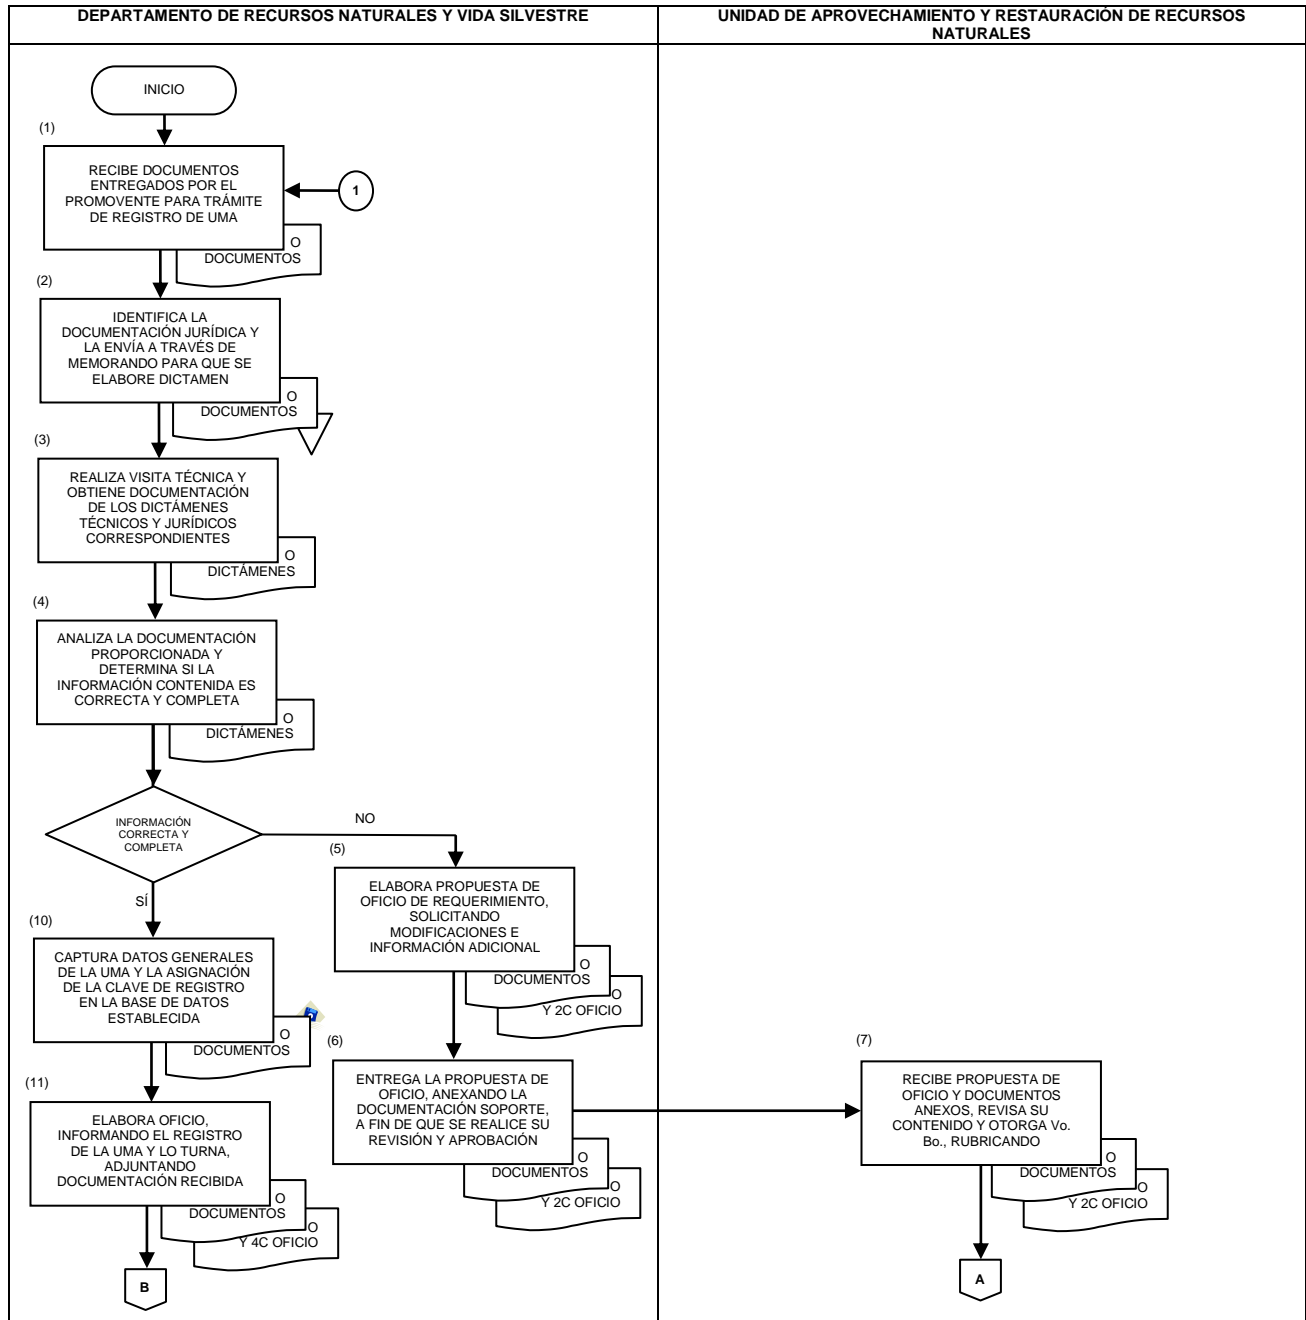 DEPARTAMENTO DE RECURSOS NATURALES Y VIDA SILVESTRE
UNIDAD DE APROVECHAMIENTO Y RESTAURACIÓN DE RECURSOS
NATURALES
INICIO
(1)
RECIBE DOCUMENTOS
ENTREGADOS POR EL
PROMOVENTE PARA TRÁMITE
DE REGISTRO DE UMA
1
O
DOCUMENTOS
(2)
IDENTIFICA LA
DOCUMENTACIÓN JURÍDICA Y
LA ENVÍA A TRAVÉS DE
MEMORANDO PARA QUE SE
ELABORE DICTAMEN
O
DOCUMENTOS
(3)
REALIZA VISITA TÉCNICA Y
OBTIENE DOCUMENTACIÓN
DE LOS DICTÁMENES
TÉCNICOS Y JURÍDICOS
CORRESPONDIENTES
O
DICTÁMENES
(4)
ANALIZA LA DOCUMENTACIÓN
PROPORCIONADA Y
DETERMINA SI LA
INFORMACIÓN CONTENIDA ES
CORRECTA Y COMPLETA
O
DICTÁMENES
INFORMACIÓN
CORRECTA Y
COMPLETA
NO
SÍ
(5)
ELABORA PROPUESTA DE
OFICIO DE REQUERIMIENTO,
SOLICITANDO
MODIFICACIONES E
INFORMACIÓN ADICIONAL
O
DOCUMENTOS
O
Y 2C OFICIO
(10)
CAPTURA DATOS GENERALES
DE LA UMA Y LA ASIGNACIÓN
DE LA CLAVE DE REGISTRO
EN LA BASE DE DATOS
ESTABLECIDA
O
DOCUMENTOS
(6)
ENTREGA LA PROPUESTA DE
OFICIO, ANEXANDO LA
DOCUMENTACIÓN SOPORTE,
A FIN DE QUE SE REALICE SU
REVISIÓN Y APROBACIÓN
O
DOCUMENTOS
O
Y 2C OFICIO
(7)
RECIBE PROPUESTA DE
OFICIO Y DOCUMENTOS
ANEXOS, REVISA SU
CONTENIDO Y OTORGA Vo.
Bo., RUBRICANDO
O
DOCUMENTOS
O
Y 2C OFICIO
(11)
ELABORA OFICIO,
INFORMANDO EL REGISTRO
DE LA UMA Y LO TURNA,
ADJUNTANDO
DOCUMENTACIÓN RECIBIDA
O
DOCUMENTOS
O
Y 4C OFICIO
B
A